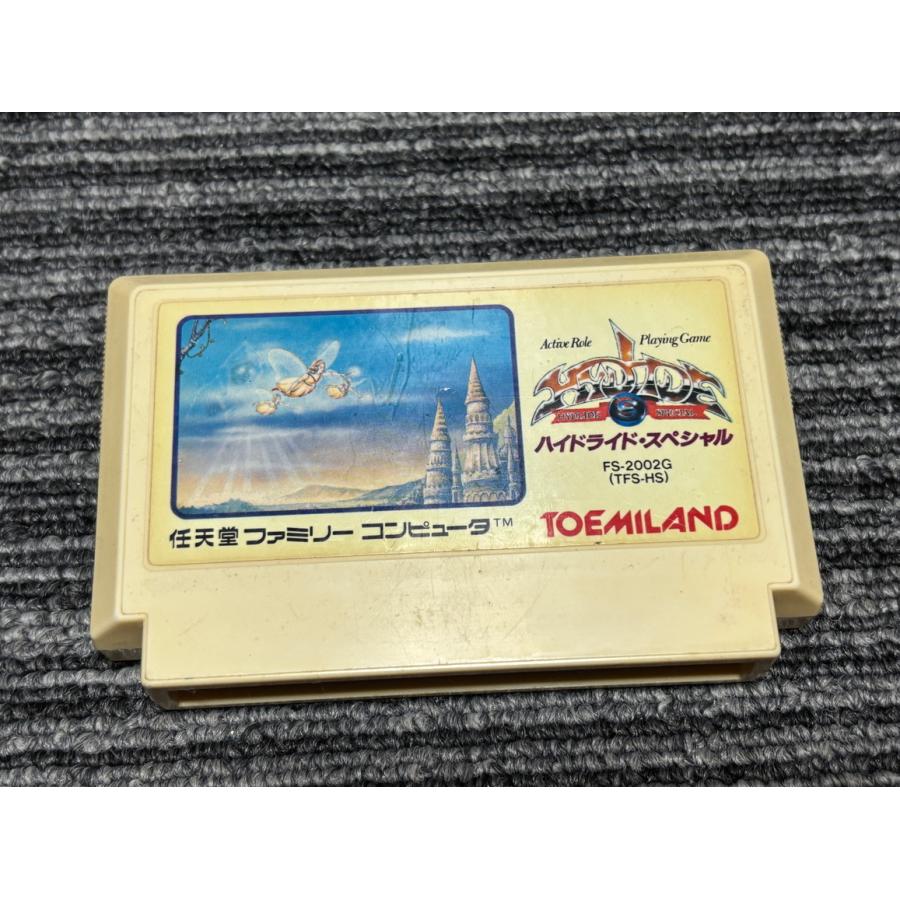 Active Role Playing Game
HYDLIDE
HYDLIDE S SPECIAL
ハイドライド・スペシャル
FS-2002G
(TFS-HS)
TOEMILAND
任天堂 ファミリー コンピュータ™